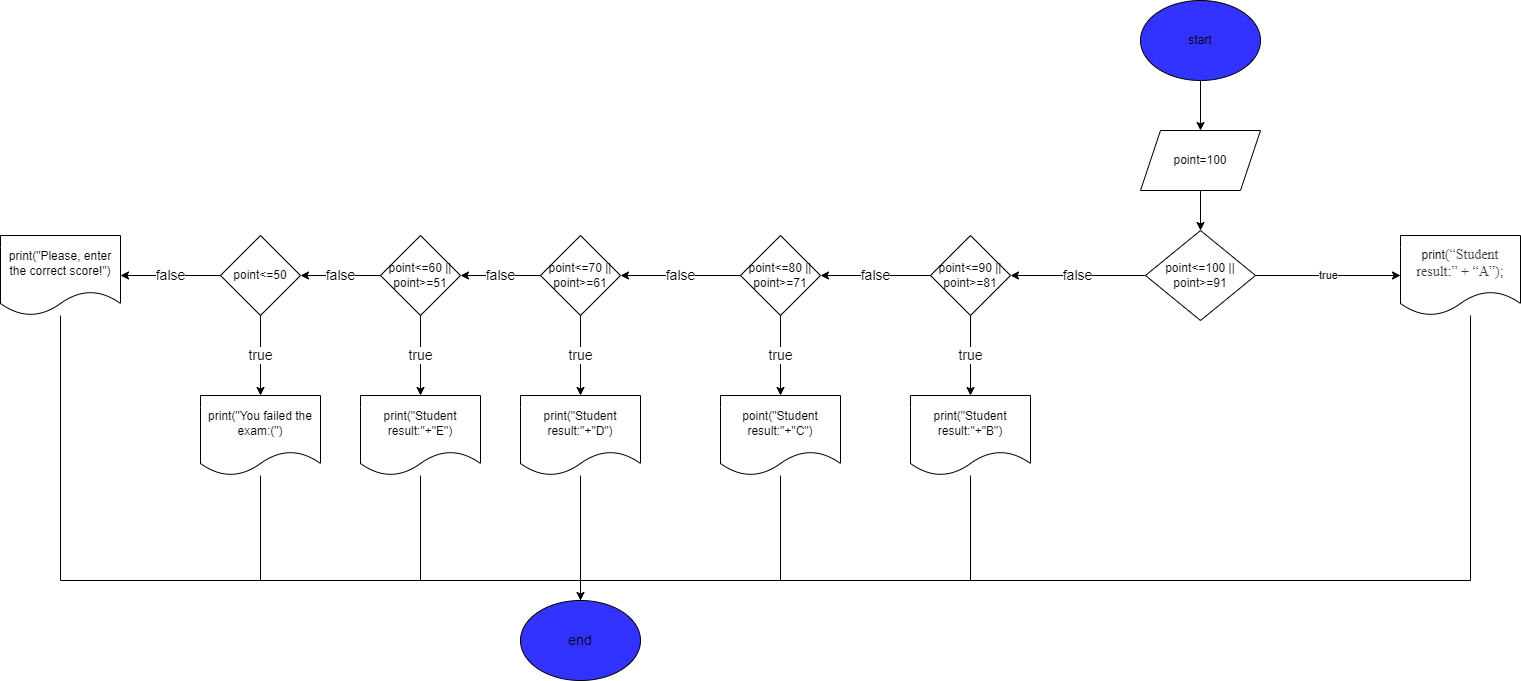 start
point=100
point<=100 ||
point>=91
true
print(“Student
result:” + “A”);
false
point<=90 ||
point>=81
true
print("Student
result:"+"B")
false
point<=80 ||
point>=71
true
point("Student
result:"+"C")
false
point<=70 ||
point>=61
true
print("Student
result:"+"D")
false
point<=60 ||
point>=51
true
print("Student
result:"+"E")
false
point<=50
true
print("You failed the
exam:(")
false
print("Please, enter
the correct score!")
end